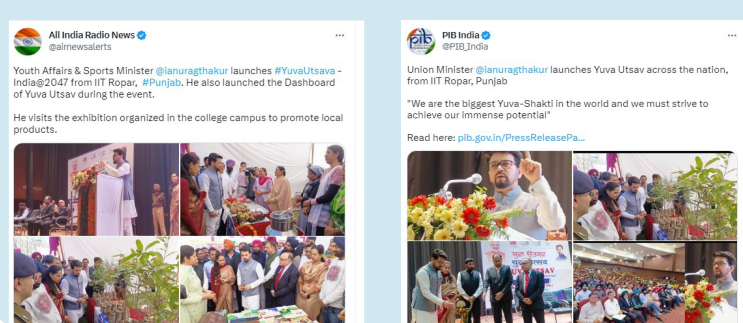 All India Radio News
@airnewsalerts
Youth Affairs & Sports Minister @ianuragthakur launches #YuvaUtsava -
India@2047 from IIT Ropar, #Punjab. He also launched the Dashboard
of Yuva Utsav during the event.
He visits the exhibition organized in the college campus to promote local
products.
pib
PIB India
@PIB_India
Union Minister @ianuragthakur launches Yuva Utsav across the nation,
from IIT Ropar, Punjab
"We are the biggest Yuva-Shakti in the world and we must strive to
achieve our immense potential"
Read here: pib.gov.in/PressReleasePa...